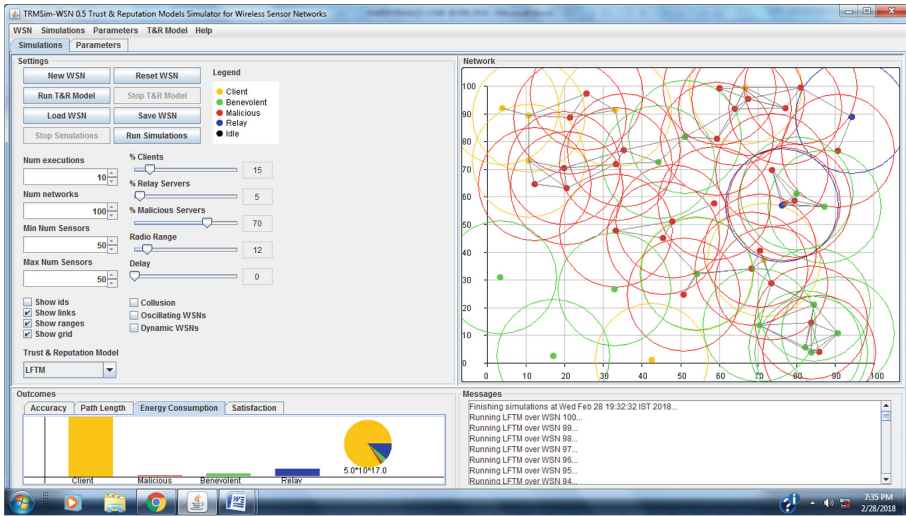 TRMSim-WSN 0.5 Trust & Reputation Models Simulator for Wireless Sensor Networks
WSN Simulations Parameters T&R Model Help
Simulations Parameters
Settings
New WSN Reset WSN
Run T&R Model Stop T&R Model
Load WSN Save WSN
Stop Simulations Run Simulations
Legend
Client
Benevolent
Malicious
Relay
Idle
Num executions
10
Num networks
100
Min Num Sensors
50
Max Num Sensors
50
% Clients
15
% Relay Servers
5
% Malicious Servers
70
Radio Range
12
Delay
0
Show ids
Show links
Show ranges
Show grid
Collusion
Oscillating WSNs
Dynamic WSNs
Trust & Reputation Model
LFTM
Network
100
90
80
70
60
50
40
30
20
10
0
0 10 20 30 40 50 60 70 80 90 100
Outcomes
Accuracy Path Length Energy Consumption Satisfaction
Client Malicious Benevolent Relay
5.0*10^17.0
Messages
Finishing simulations at Wed Feb 28 19:32:32 IST 2018...
Running LFTM over WSN 100...
Running LFTM over WSN 99...
Running LFTM over WSN 98...
Running LFTM over WSN 97...
Running LFTM over WSN 96...
Running LFTM over WSN 95...
Running LFTM over WSN 94...
7:35 PM
2/28/2018